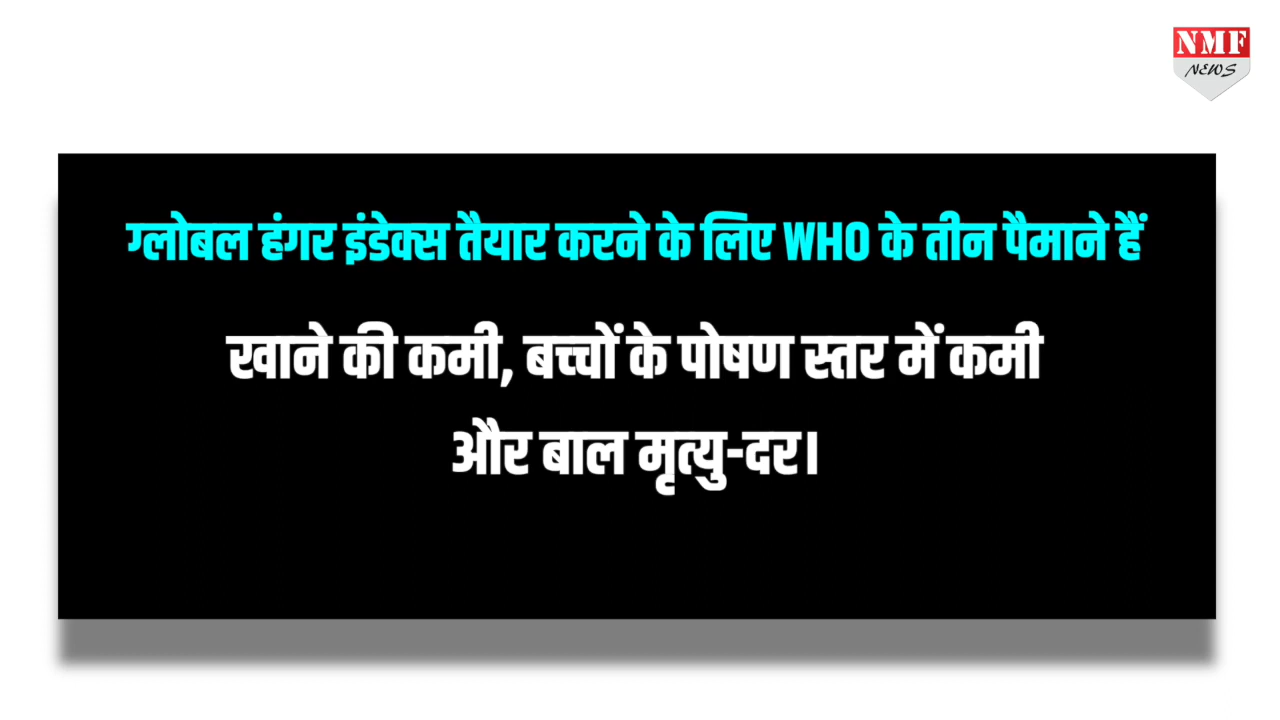 NMF
NEWS
ग्लोबल हंगर इंडेक्स तैयार करने के लिए WHO के तीन पैमाने हैं
खाने की कमी, बच्चों के पोषण स्तर में कमी
और बाल मृत्यु-दर।